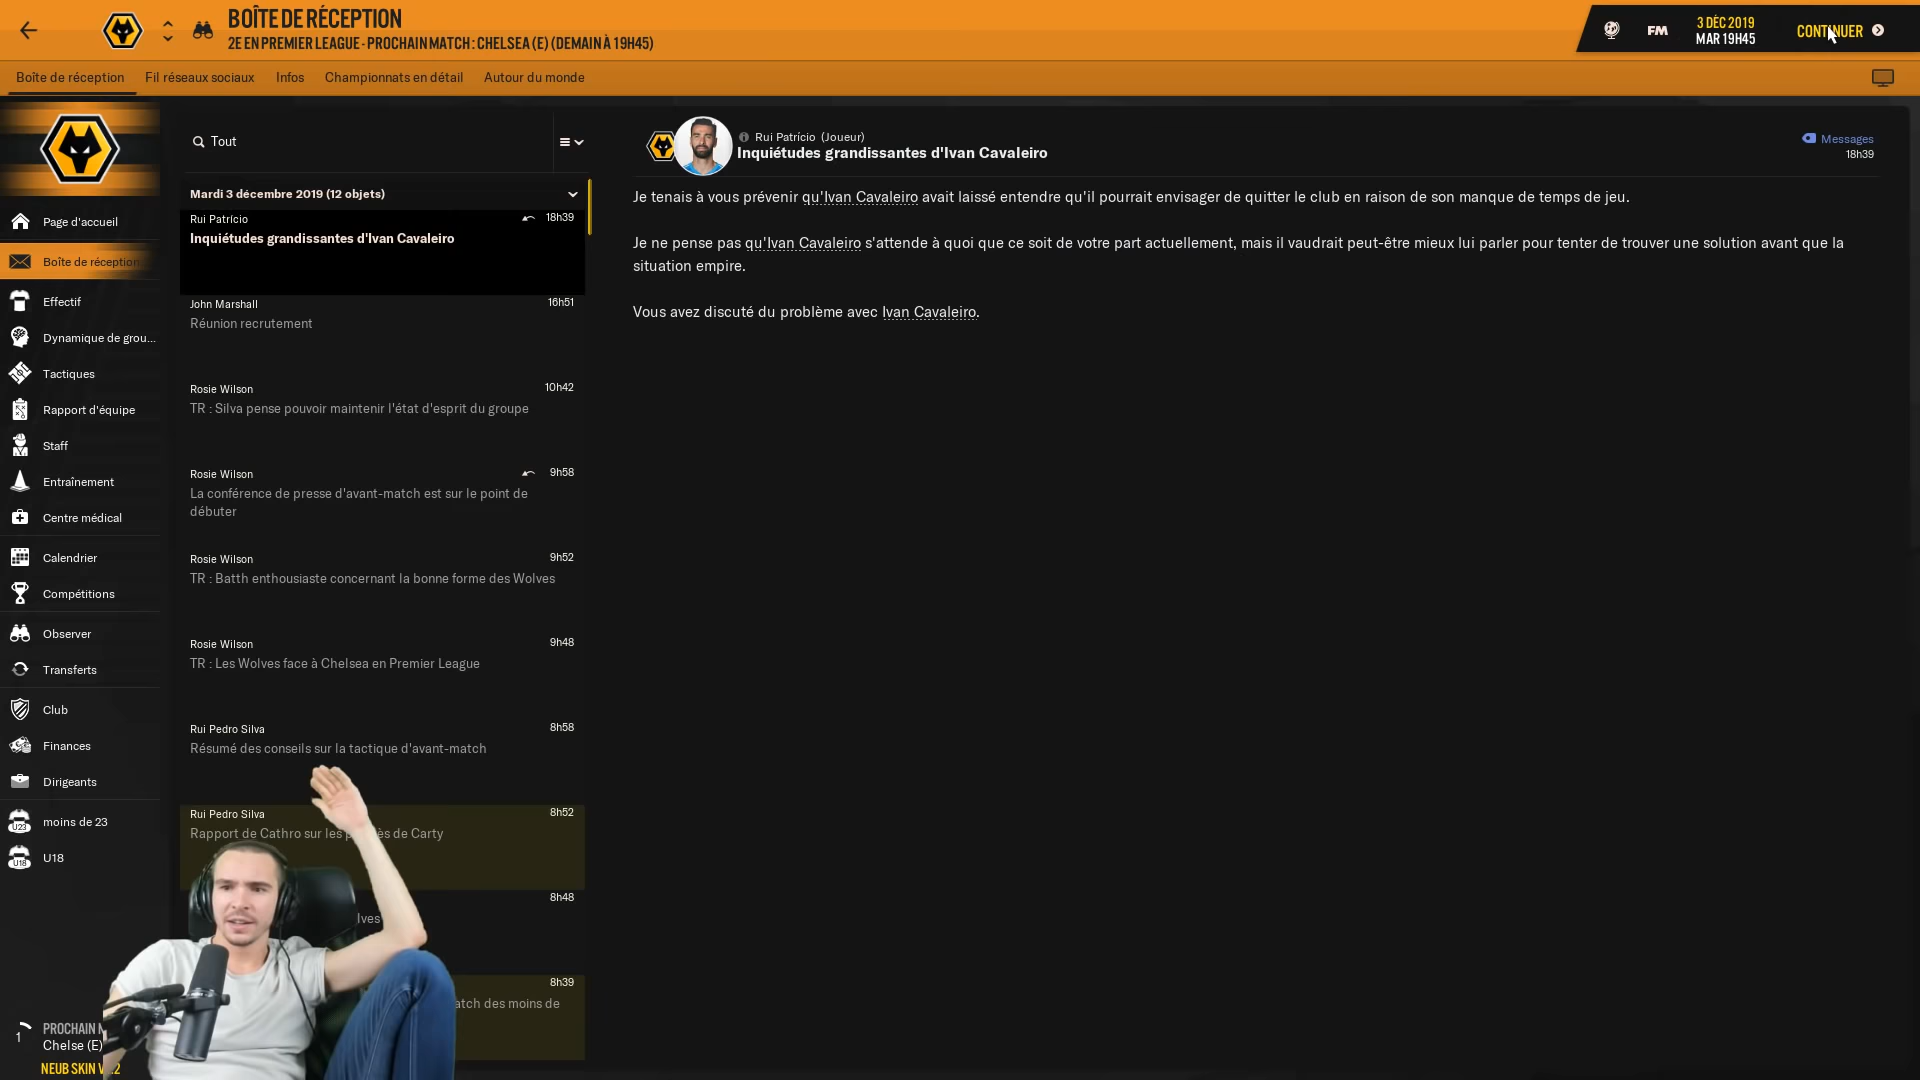 BOÎTE DE RÉCEPTION
2E EN PREMIER LEAGUE - PROCHAIN MATCH : CHELSEA (E) (DEMAIN À 19H45)
FM
3 DÉC 2019
MAR 19H45
CONTINUER
Boîte de réception
Fil réseaux sociaux
Infos
Championnats en détail
Autour du monde
Page d'accueil
Boîte de réception
Effectif
Dynamique de grou...
Tactiques
Rapport d'équipe
Staff
Entraînement
Centre médical
Calendrier
Compétitions
Observer
Transferts
Club
Finances
Dirigeants
U23
moins de 23
U18
U18
1
PROCHAIN
Chelse (E)
NEUB SKIN
Tout
Mardi 3 décembre 2019 (12 objets)
Rui Patrício 18h39
Inquiétudes grandissantes d'Ivan Cavaleiro
John Marshall 16h51
Réunion recrutement
Rosie Wilson 10h42
TR : Silva pense pouvoir maintenir l'état d'esprit du groupe
Rosie Wilson 9h58
La conférence de presse d'avant-match est sur le point de
débuter
Rosie Wilson 9h52
TR : Batth enthousiaste concernant la bonne forme des Wolves
Rosie Wilson 9h48
TR : Les Wolves face à Chelsea en Premier League
Rui Pedro Silva 8h58
Résumé des conseils sur la tactique d'avant-match
Rui Pedro Silva 8h52
Rapport de Cathro sur les de Carty
8h48
8h39
des moins de
Rui Patrício (Joueur)
Inquiétudes grandissantes d'Ivan Cavaleiro
Messages
18h39
Je tenais à vous prévenir qu'Ivan Cavaleiro avait laissé entendre qu'il pourrait envisager de quitter le club en raison de son manque de temps de jeu.
Je ne pense pas qu'Ivan Cavaleiro s'attende à quoi que ce soit de votre part actuellement, mais il vaudrait peut-être mieux lui parler pour tenter de trouver une solution avant que la
situation empire.
Vous avez discuté du problème avec Ivan Cavaleiro.